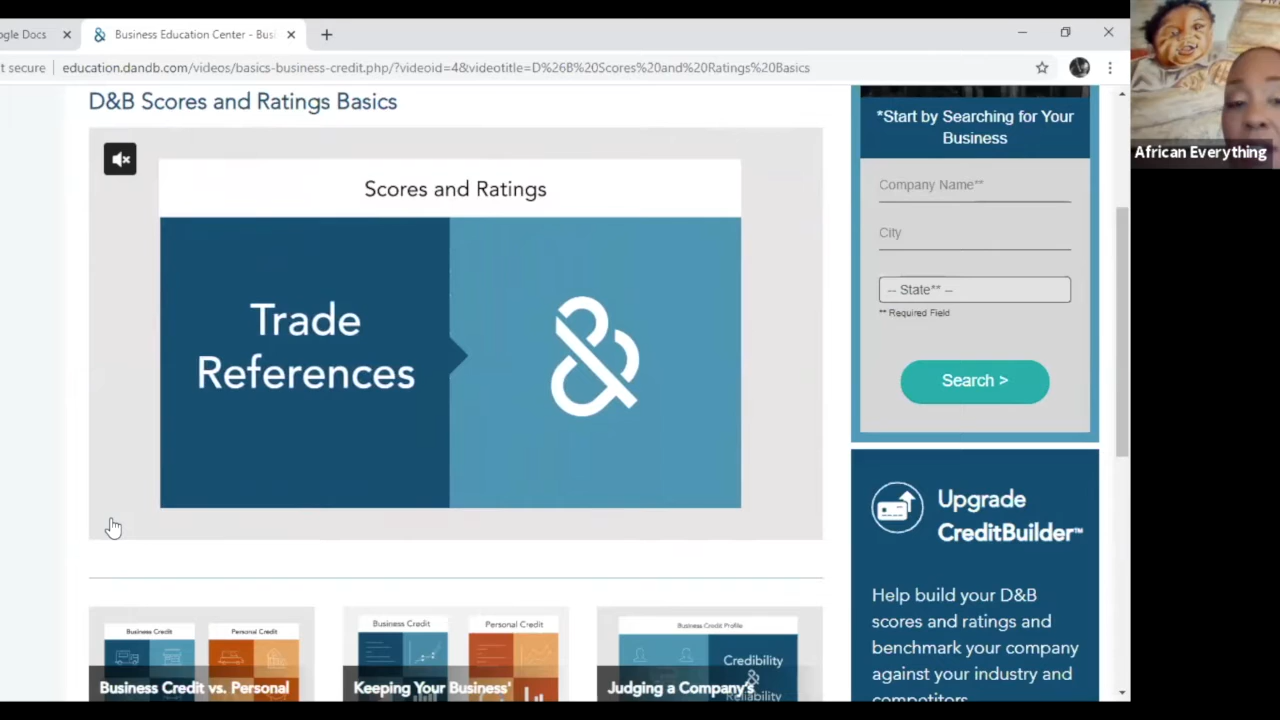 gle Docs
Business Education Center - Busi
t secure
education.dandb.com/videos/basics-business-credit.php/?videoid=4&videotitle=D%26B%20Scores%20and%20Ratings%20Basics
African Everything
D&B Scores and Ratings Basics
Scores and Ratings
Trade
References
&
*Start by Searching for Your
Business
Company Name**
City
-- State** --
** Required Field
Search >
Upgrade
CreditBuilder™
Help build your D&B
scores and ratings and
benchmark your company
against your industry and
competitors
Business Credit
Personal Credit
Business Credit vs. Personal
Business Credit
Personal Credit
Keeping Your Business'
Business Credit Profile
Credibility
&
Reliability
Judging a Company's